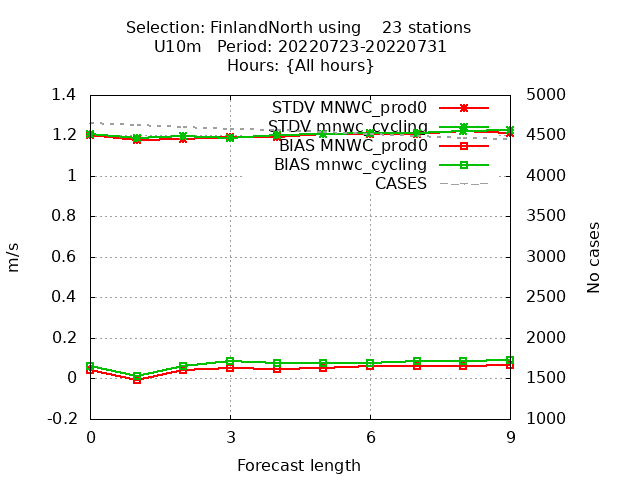 Selection: FinlandNorth using    23 stations
U10m   Period: 20220723-20220731
Hours: {All hours}
1.4 5000
STDV MNWC_prod0
STDV mnwc_cycling
1.2 4500
BIAS MNWC_prod0
BIAS mnwc_cycling
1 4000
CASES
0.8 3500
0.6 3000
m/s
No cases
0.4 2500
0.2 2000
0 1500
-0.2 1000
0 3 6 9
Forecast length